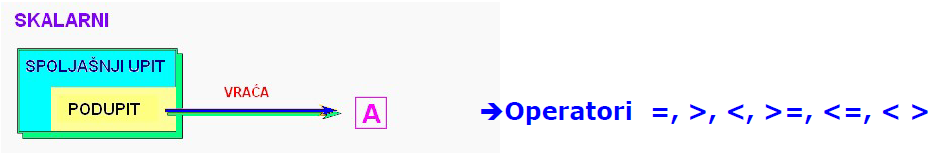 SKALARNI
SPOLJAŠNJI UPIT
PODUPIT
VRAĆA
A
➔Operatori =, >, <, >=, <=, < >